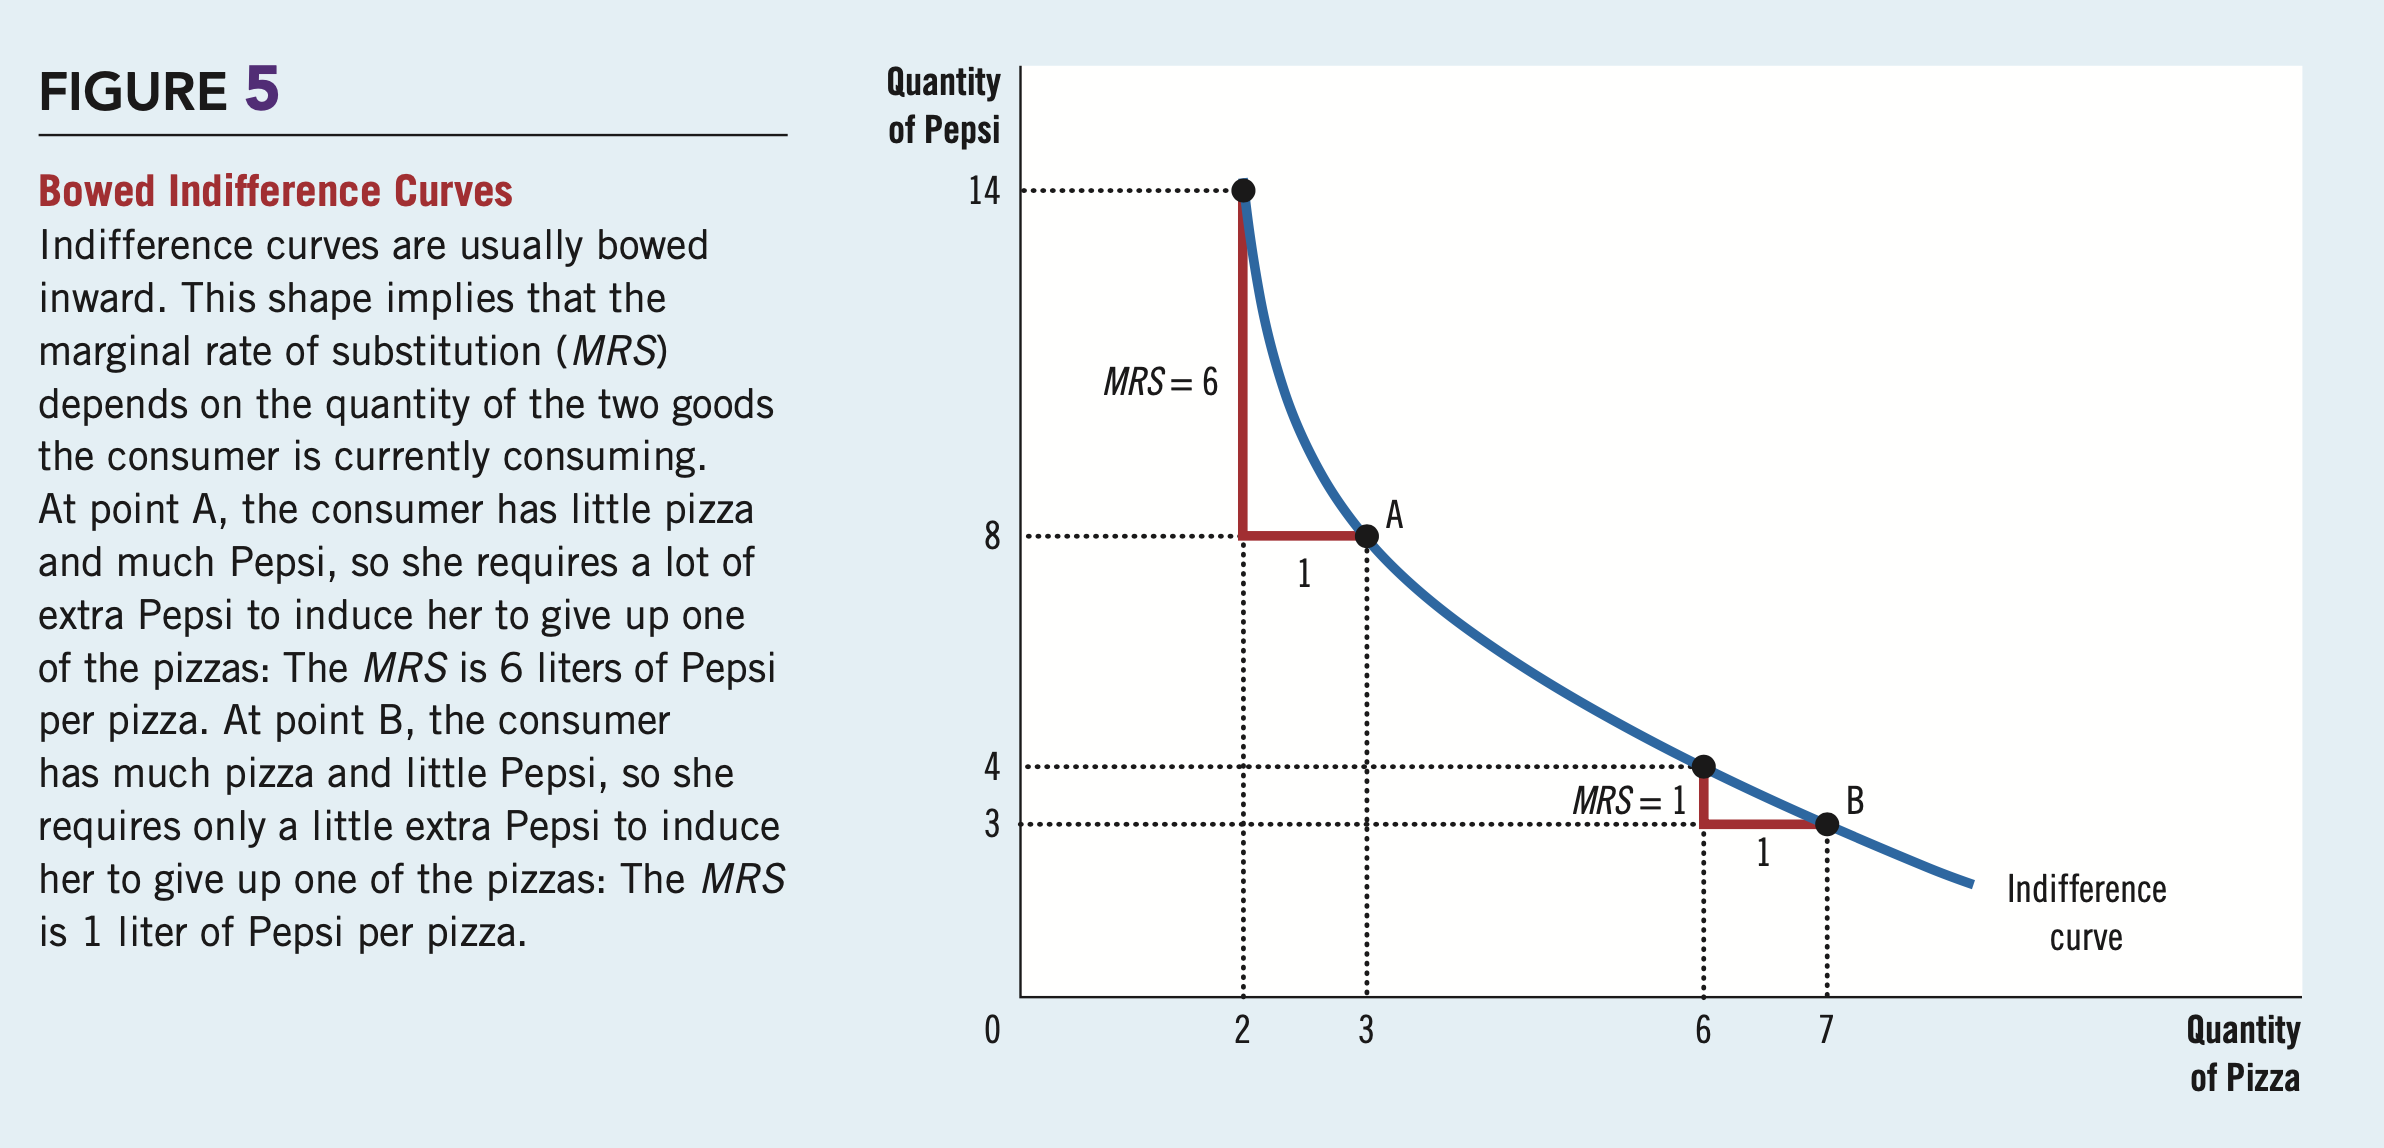 FIGURE 5
Bowed Indifference Curves
Indifference curves are usually bowed
inward. This shape implies that the
marginal rate of substitution (MRS)
depends on the quantity of the two goods
the consumer is currently consuming.
At point A, the consumer has little pizza
and much Pepsi, so she requires a lot of
extra Pepsi to induce her to give up one
of the pizzas: The MRS is 6 liters of Pepsi
per pizza. At point B, the consumer
has much pizza and little Pepsi, so she
requires only a little extra Pepsi to induce
her to give up one of the pizzas: The MRS
is 1 liter of Pepsi per pizza.
Quantity
of Pepsi
14
MRS = 6
8
A
1
4
MRS = 1
B
3
1
Indifference
curve
0
2
3
6
7
Quantity
of Pizza